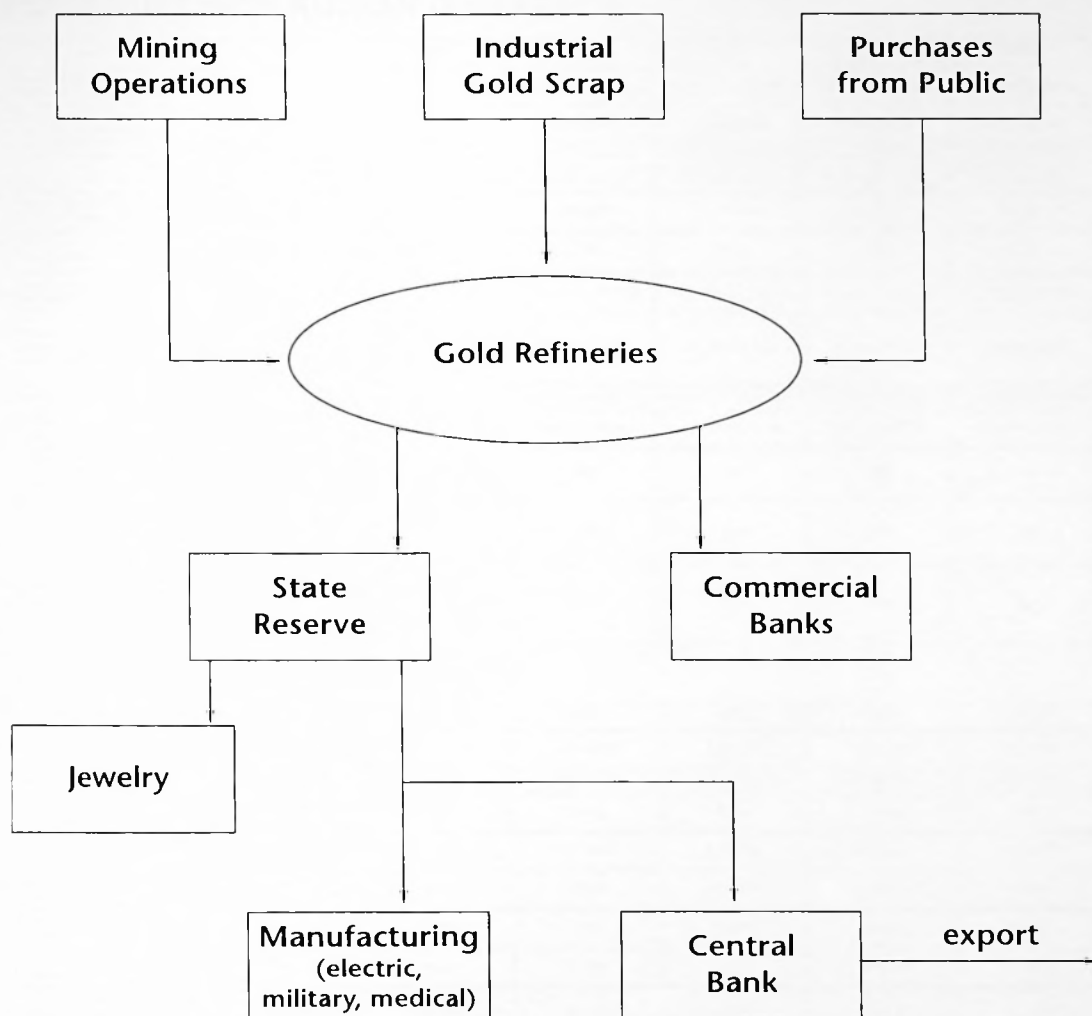 Mining
Operations
Industrial
Gold Scrap
Purchases
from Public
Gold Refineries
State
Reserve
Commercial
Banks
Jewelry
Manufacturing
(electric,
military, medical)
Central
Bank
export